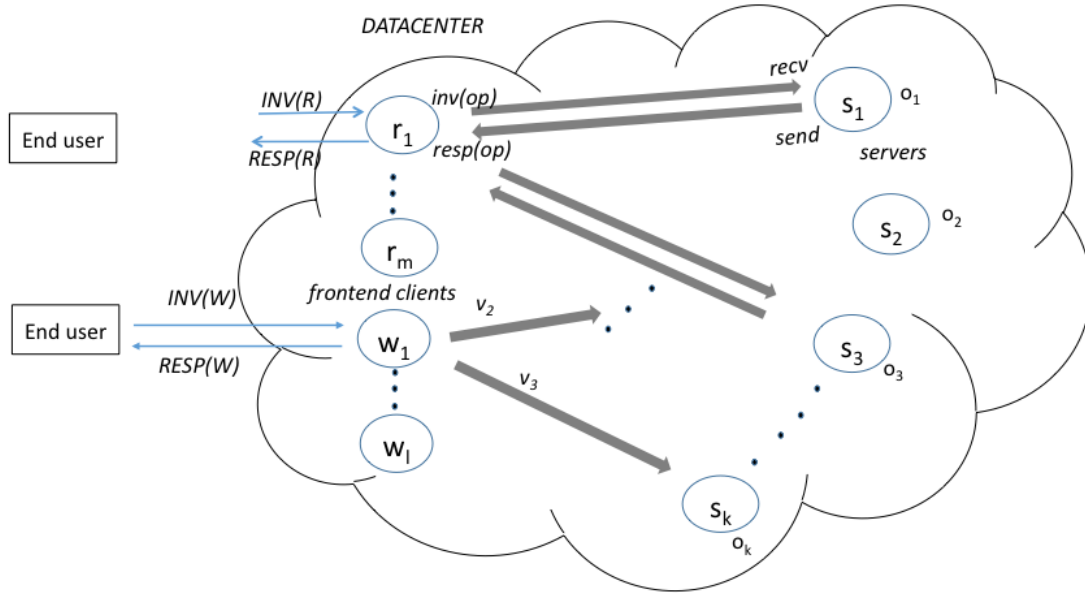 DATACENTER
INV(R)
inv(op)
recv
End user
r1
s1
o1
RESP(R)
resp(op)
send
servers
s2
o2
rm
frontend clients
INV(W)
v2
End user
w1
s3
o3
RESP(W)
v3
wl
sk
ok